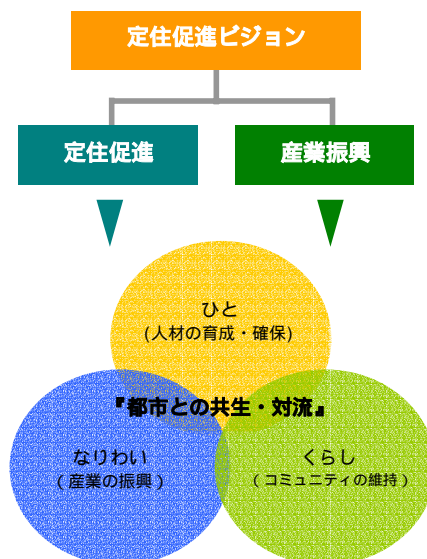 定住促進ビジョン
定住促進
産業振興
ひと
(人材の育成・確保)
『都市との共生・対流』
なりわい
(産業の振興)
くらし
(コミュニティの維持)